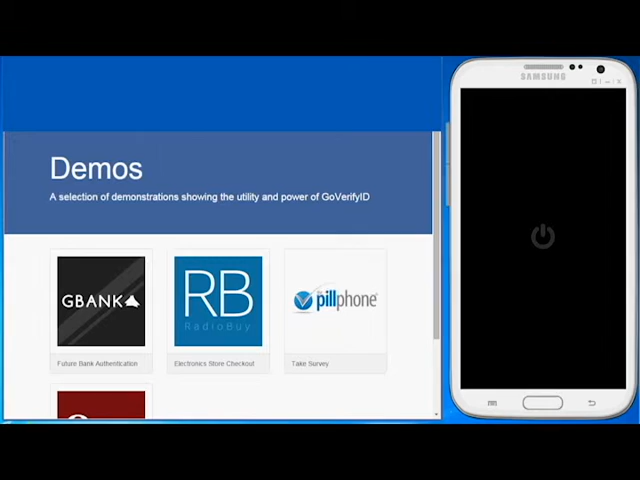 SAMSUNG
Demos
A selection of demonstrations showing the utility and power of GoVerifyID
GBANK
RB
RadioBuy
the
pillphone
Future Bank Authentication
Electronics Store Checkout
Take Survey